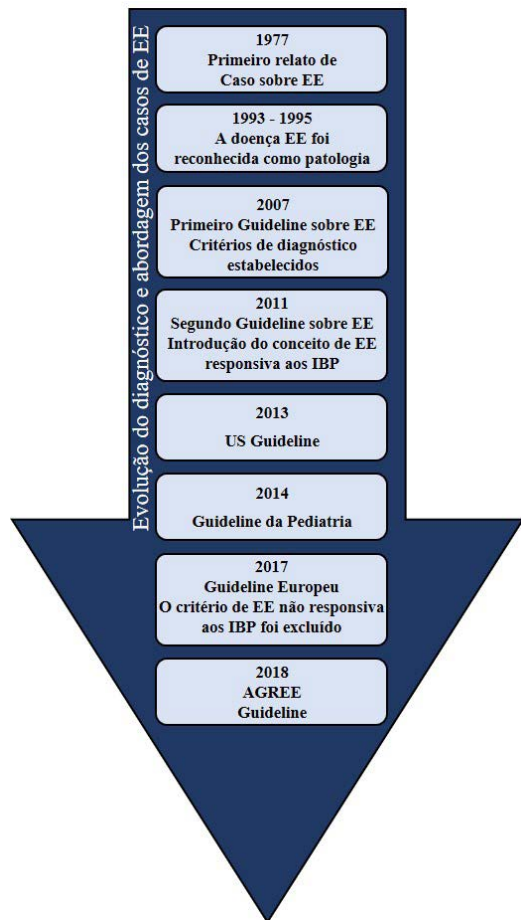 Evolução do diagnóstico e abordagem dos casos de EE
1977
Primeiro relato de
Caso sobre EE
1993 - 1995
A doença EE foi
reconhecida como patologia
2007
Primeiro Guideline sobre EE
Critérios de diagnóstico
estabelecidos
2011
Segundo Guideline sobre EE
Introdução do conceito de EE
responsiva aos IBP
2013
US Guideline
2014
Guideline da Pediatria
2017
Guideline Europeu
O critério de EE não responsiva
aos IBP foi excluído
2018
AGREE
Guideline